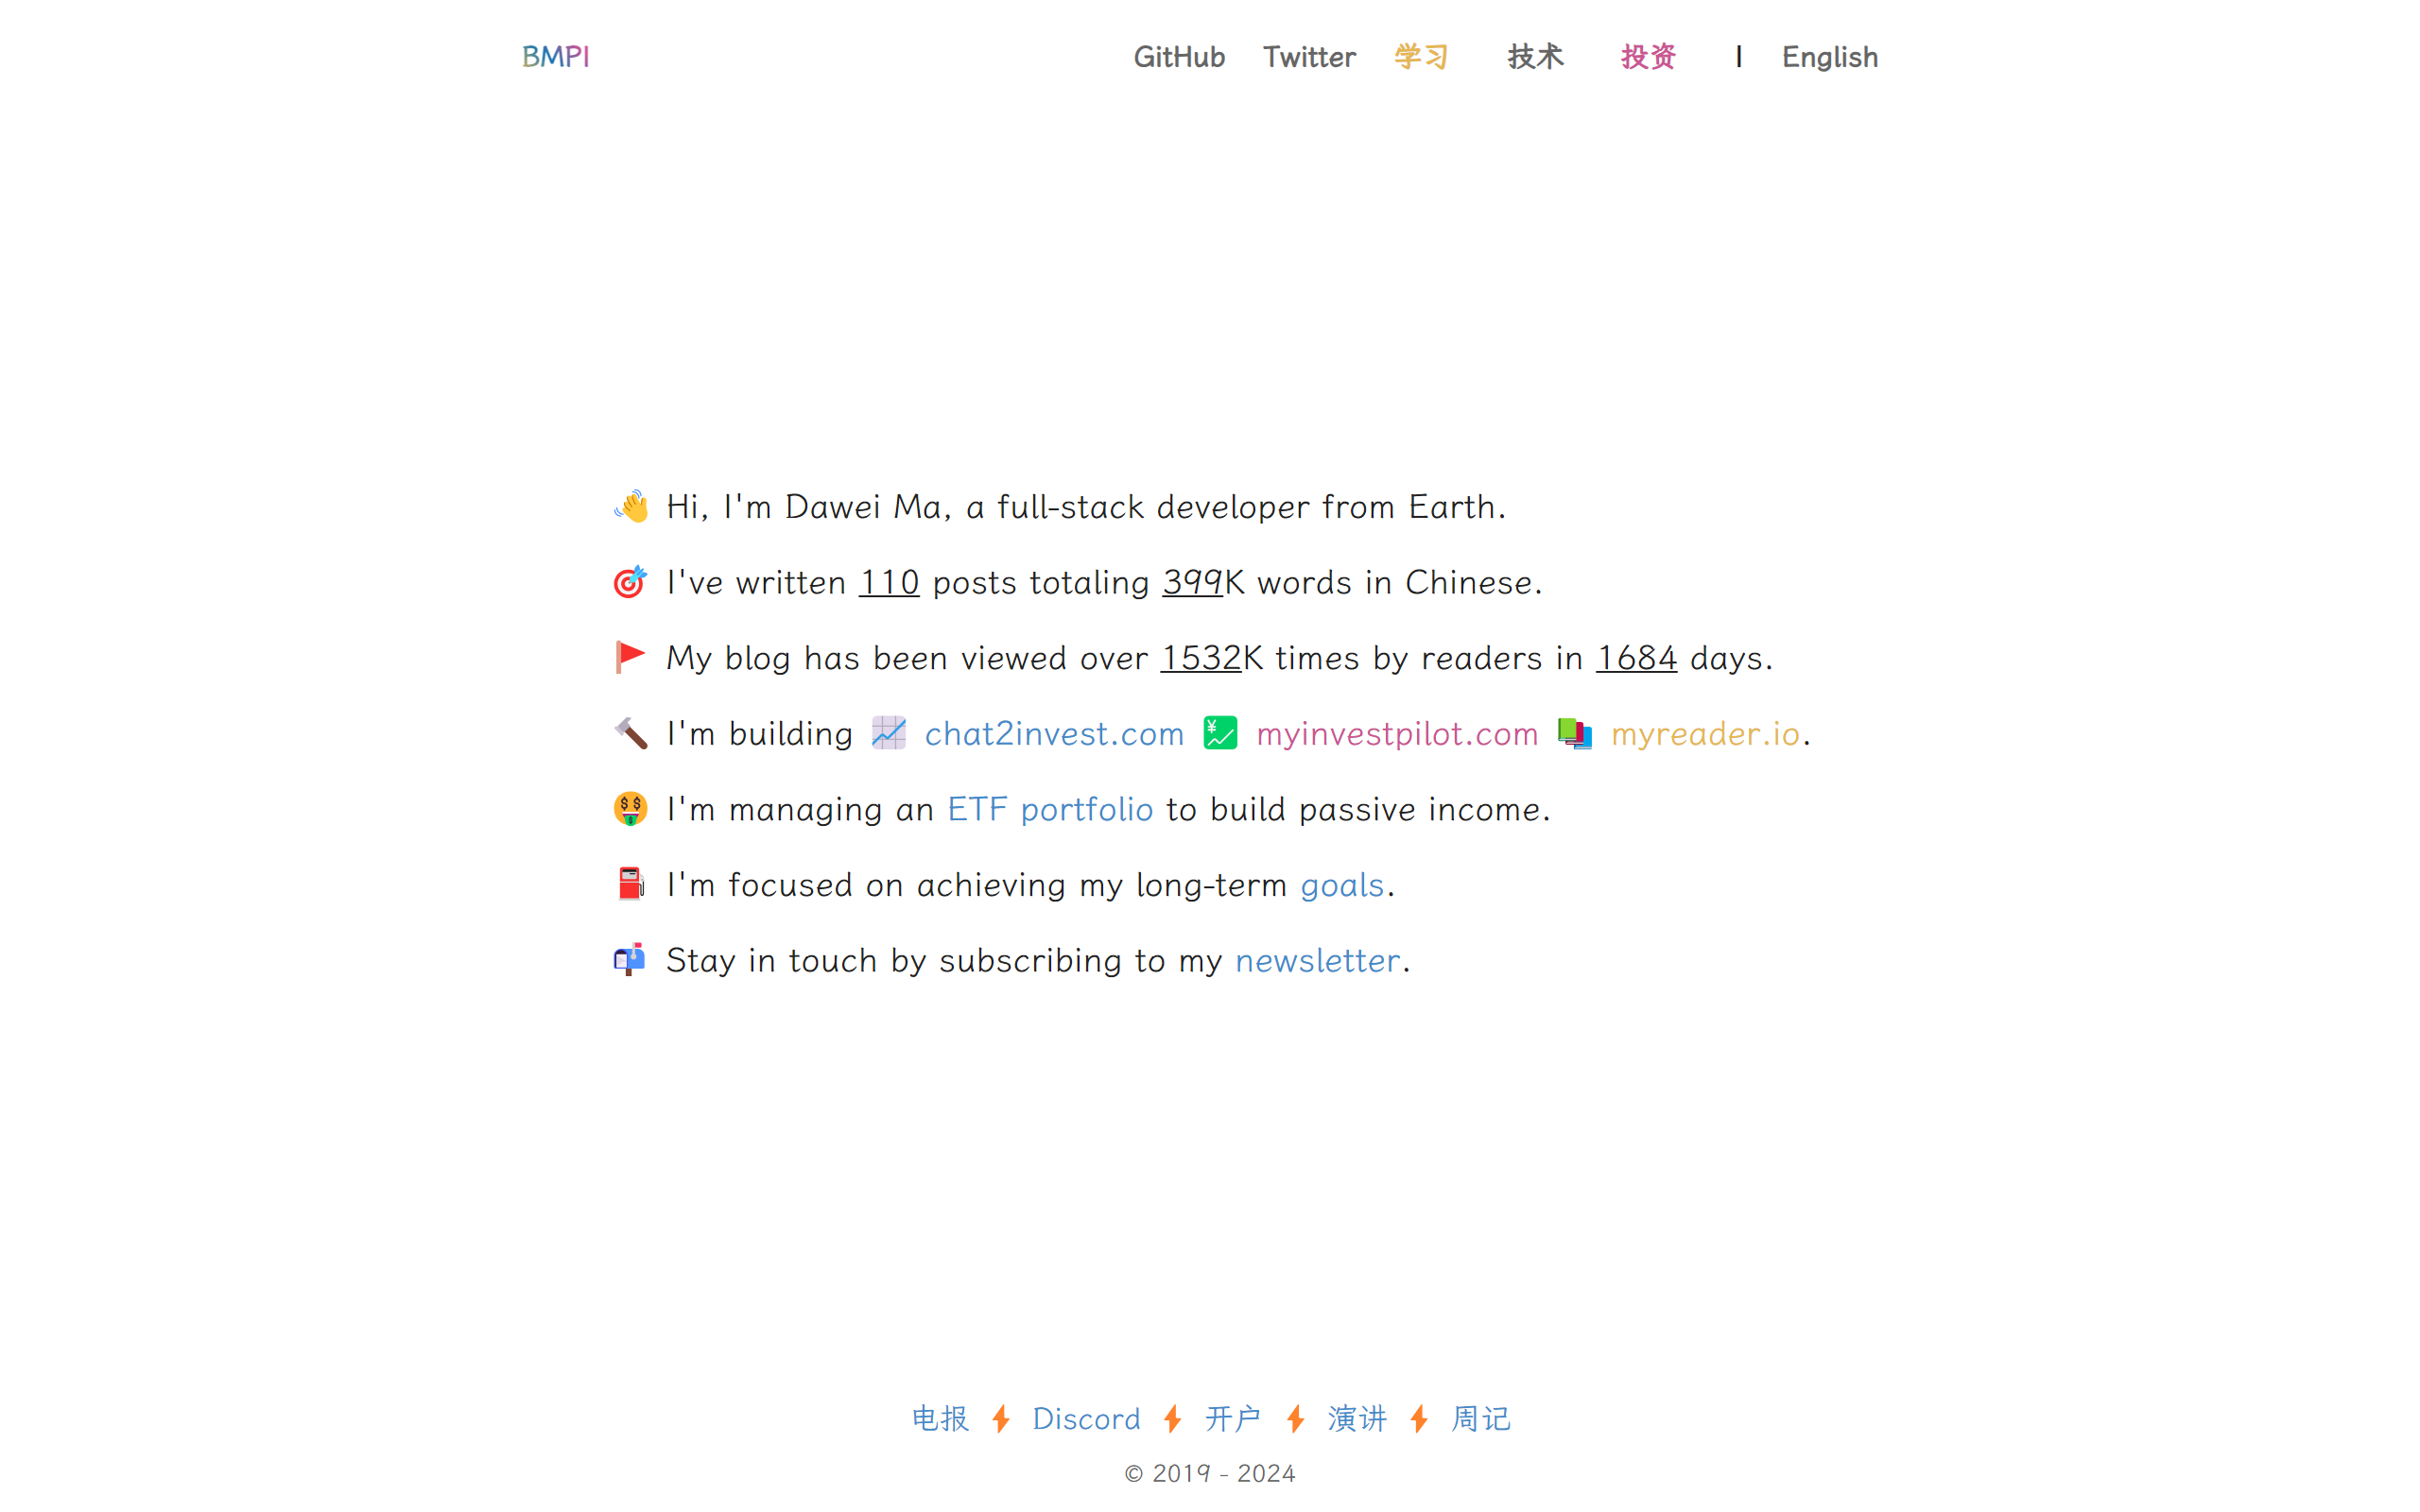 BMPI GitHub Twitter 学习 技术 投资 | English
👋 Hi, I'm Dawei Ma, a full-stack developer from Earth.
🎯 I've written 110 posts totaling 399K words in Chinese.
🚩 My blog has been viewed over 1532K times by readers in 1684 days.
🔨 I'm building 📈 chat2invest.com 💹 myinvestpilot.com 📚 myreader.io.
🤑 I'm managing an ETF portfolio to build passive income.
⛽ I'm focused on achieving my long-term goals.
📬 Stay in touch by subscribing to my newsletter.
电报 ⚡ Discord ⚡ 开户 ⚡ 演讲 ⚡ 周记
© 2019 - 2024